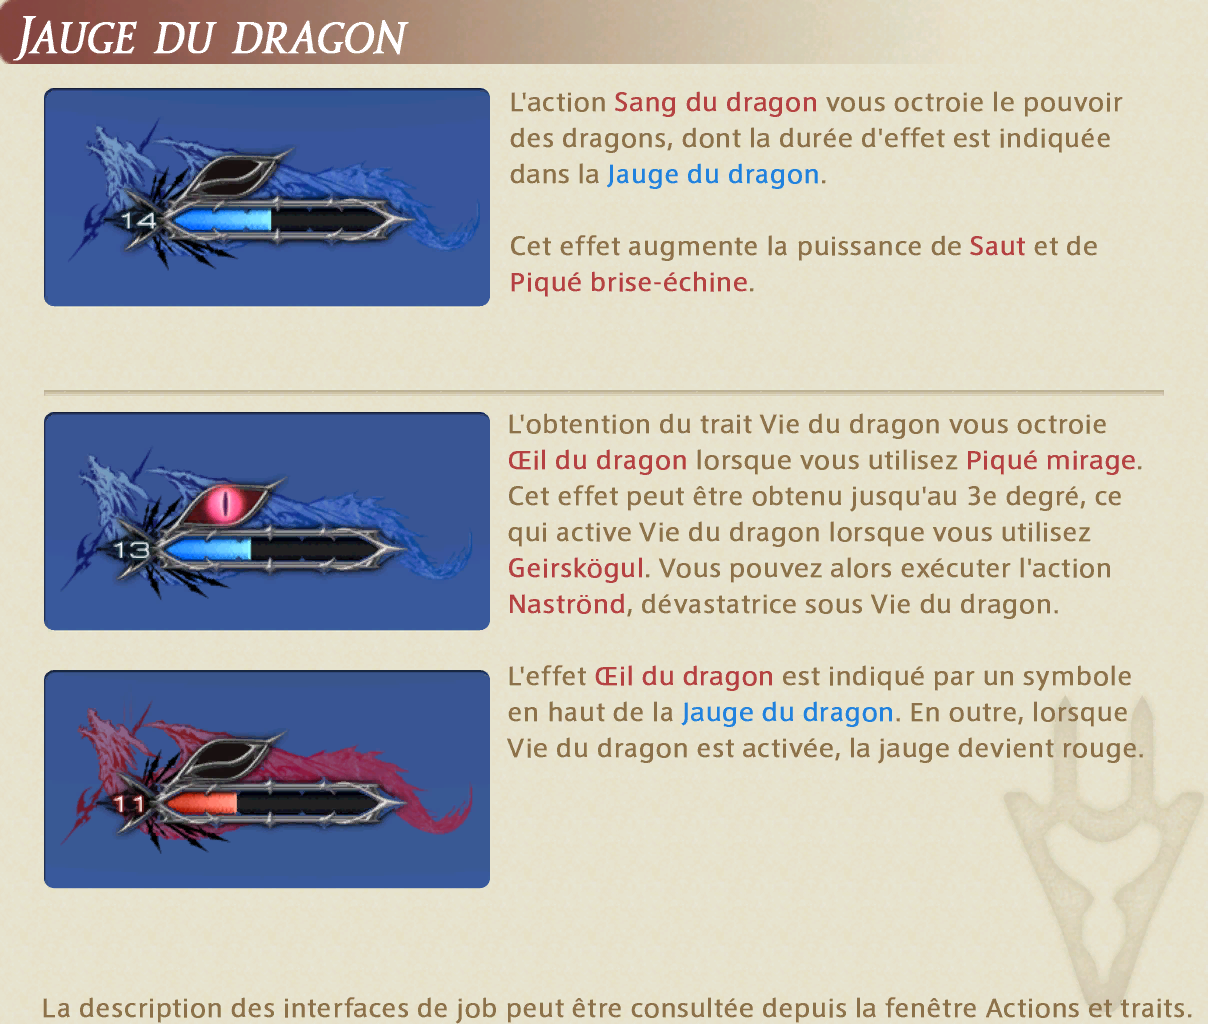 JAUGE DU DRAGON
L'action Sang du dragon vous octroie le pouvoir
des dragons, dont la durée d'effet est indiquée
dans la Jauge du dragon.
14
Cet effet augmente la puissance de Saut et de
Piqué brise-échine.
L'obtention du trait Vie du dragon vous octroie
Œil du dragon lorsque vous utilisez Piqué mirage.
Cet effet peut être obtenu jusqu'au 3e degré, ce
qui active Vie du dragon lorsque vous utilisez
13
Geirskögul. Vous pouvez alors exécuter l'action
Naströnd, dévastatrice sous Vie du dragon.
L'effet Œil du dragon est indiqué par un symbole
en haut de la Jauge du dragon. En outre, lorsque
Vie du dragon est activée, la jauge devient rouge.
11
La description des interfaces de job peut être consultée depuis la fenêtre Actions et traits.